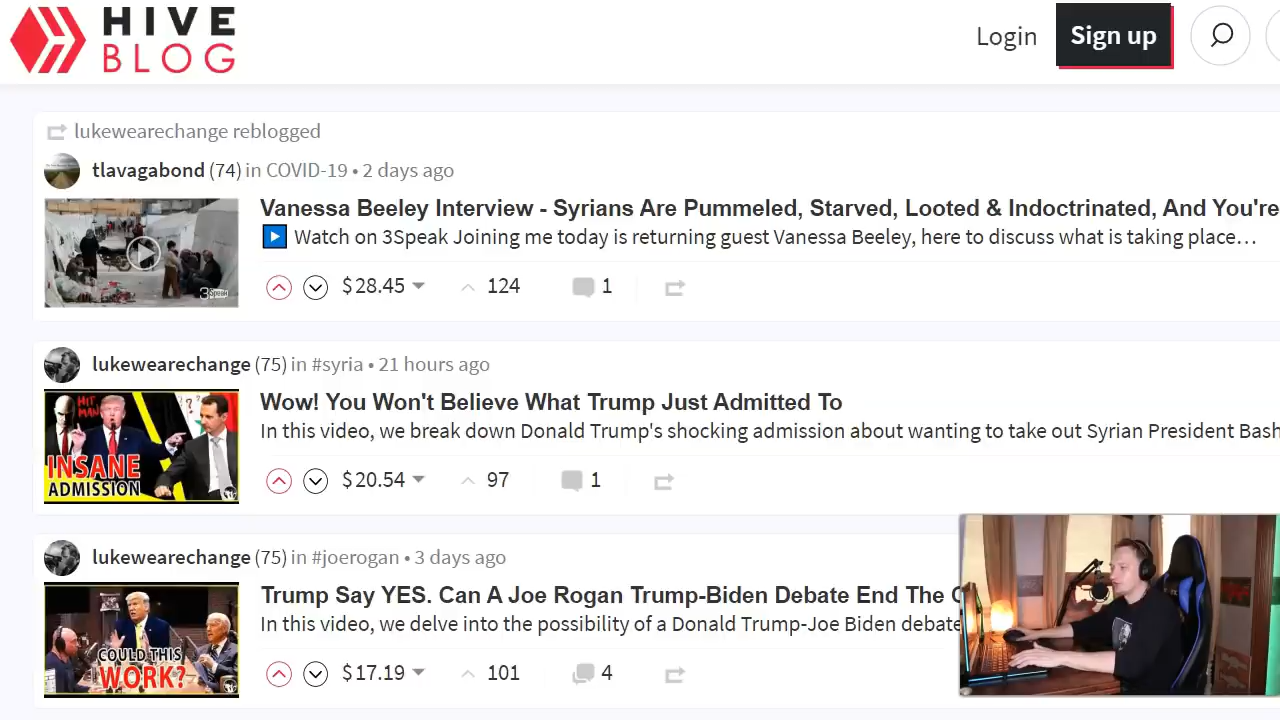 HIVE
BLOG
Login
Sign up
lukewearechange reblogged
tlavagabond (74) in COVID-19 • 2 days ago
Vanessa Beeley Interview - Syrians Are Pummeled, Starved, Looted & Indoctrinated, And You're
Watch on 3Speak Joining me today is returning guest Vanessa Beeley, here to discuss what is taking place…
3Speak
$28.45
124
1
lukewearechange (75) in #syria • 21 hours ago
Wow! You Won't Believe What Trump Just Admitted To
In this video, we break down Donald Trump's shocking admission about wanting to take out Syrian President Bash
HIT
MAN
INSANE
ADMISSION
$20.54
97
1
lukewearechange (75) in #joerogan • 3 days ago
Trump Say YES. Can A Joe Rogan Trump-Biden Debate End The
In this video, we delve into the possibility of a Donald Trump-Joe Biden debate
COULD THIS
WORK?
$17.19
101
4